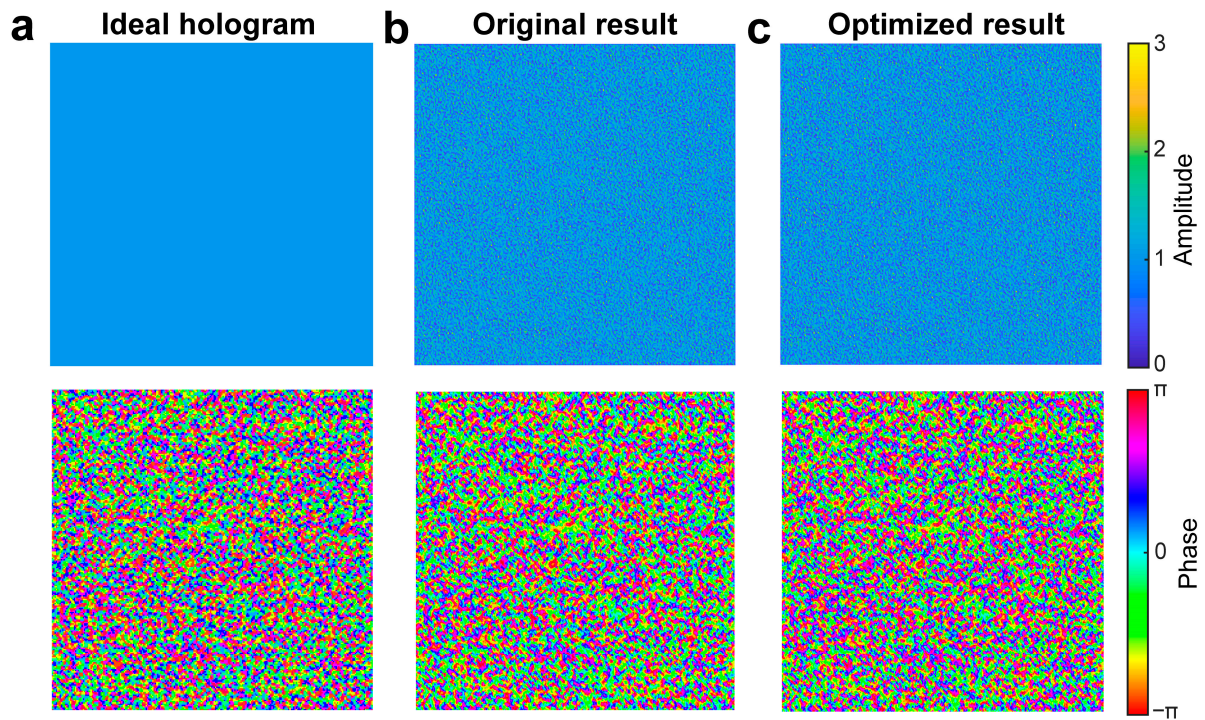 a Ideal hologram b Original result c Optimized result
3
2
1
0
Amplitude
π
0
−π
Phase